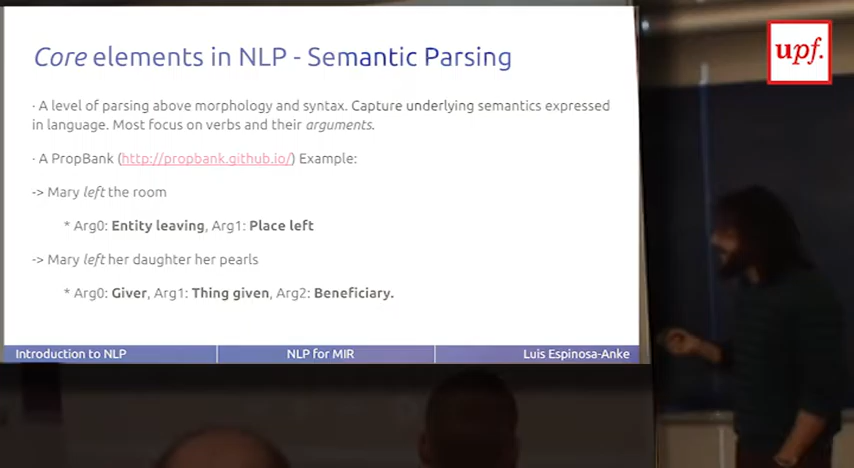 Core elements in NLP - Semantic Parsing
upf.
· A level of parsing above morphology and syntax. Capture underlying semantics expressed
in language. Most focus on verbs and their arguments.
· A PropBank (http://propbank.github.io/) Example:
-> Mary left the room
* Arg0: Entity leaving, Arg1: Place left
-> Mary left her daughter her pearls
* Arg0: Giver, Arg1: Thing given, Arg2: Beneficiary.
Introduction to NLP
NLP for MIR
Luis Espinosa-Anke